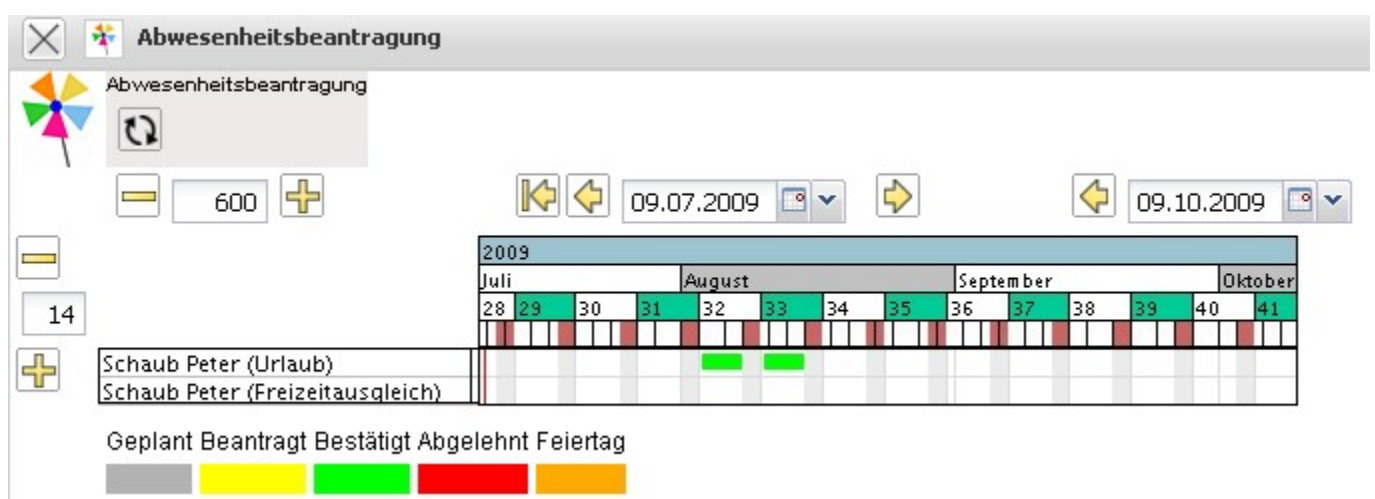 Abwesenheitsbeantragung
Abwesenheitsbeantragung
600 09.07.2009 09.10.2009
2009
Juli August September Oktober
28 29 30 31 32 33 34 35 36 37 38 39 40 41
14
Schaub Peter (Urlaub)
Schaub Peter (Freizeitausgleich)
Geplant Beantragt Bestätigt Abgelehnt Feiertag